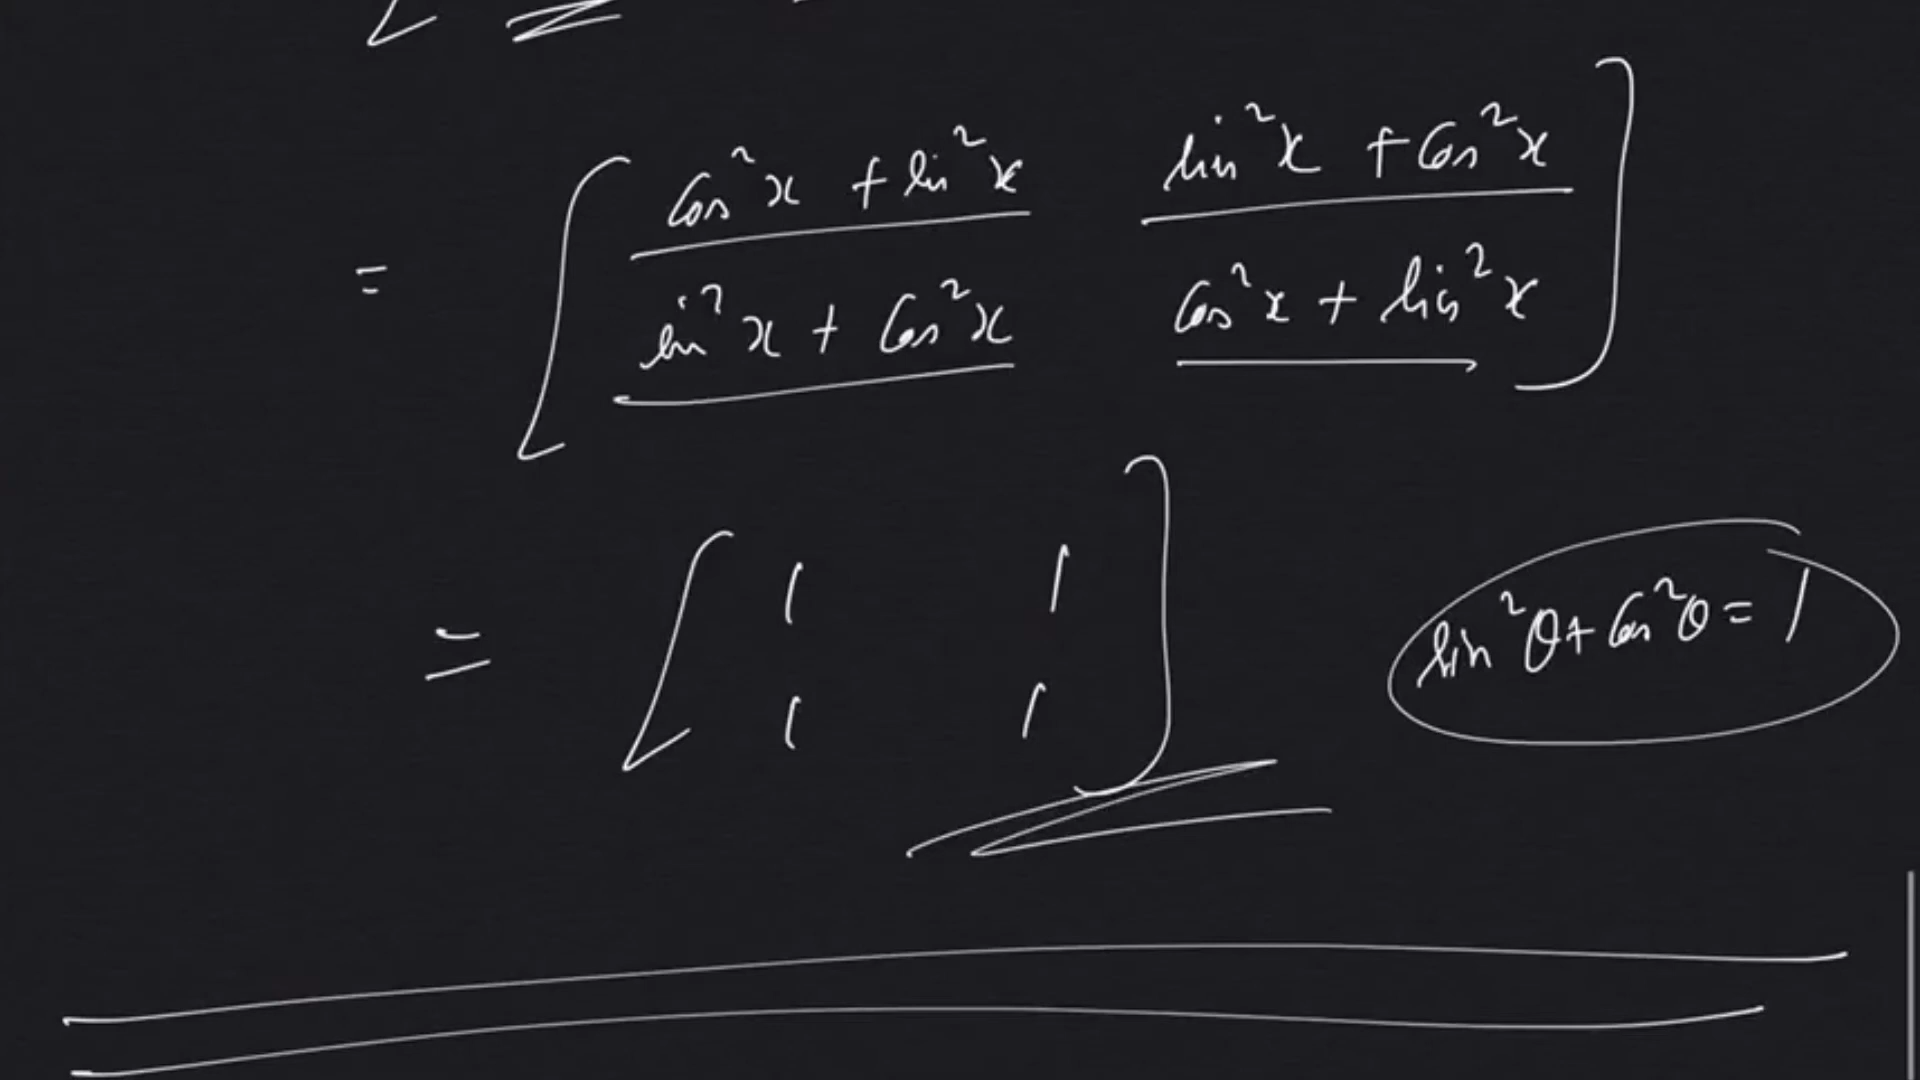 cos²x + sin²x sin²x + cos²x
= sin²x + cos²x cos²x + sin²x
1 1
= sin²θ + cos²θ = 1
1 1